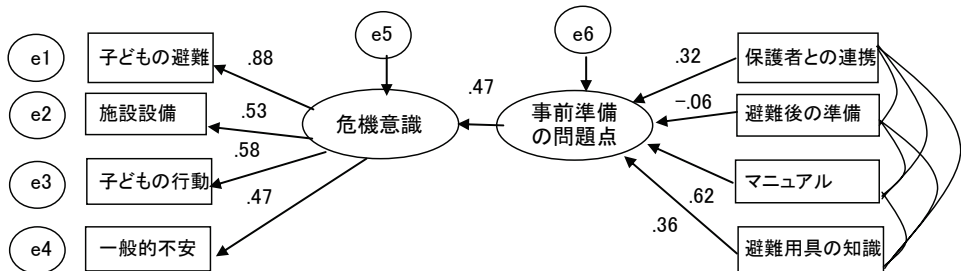 e5
e6
e1
子どもの避難
.88
.32
保護者との連携
e2
施設設備
.53
危機意識
.47
事前準備
の問題点
-.06
避難後の準備
e3
子どもの行動
.58
マニュアル
.62
.47
.36
e4
一般的不安
避難用具の知識